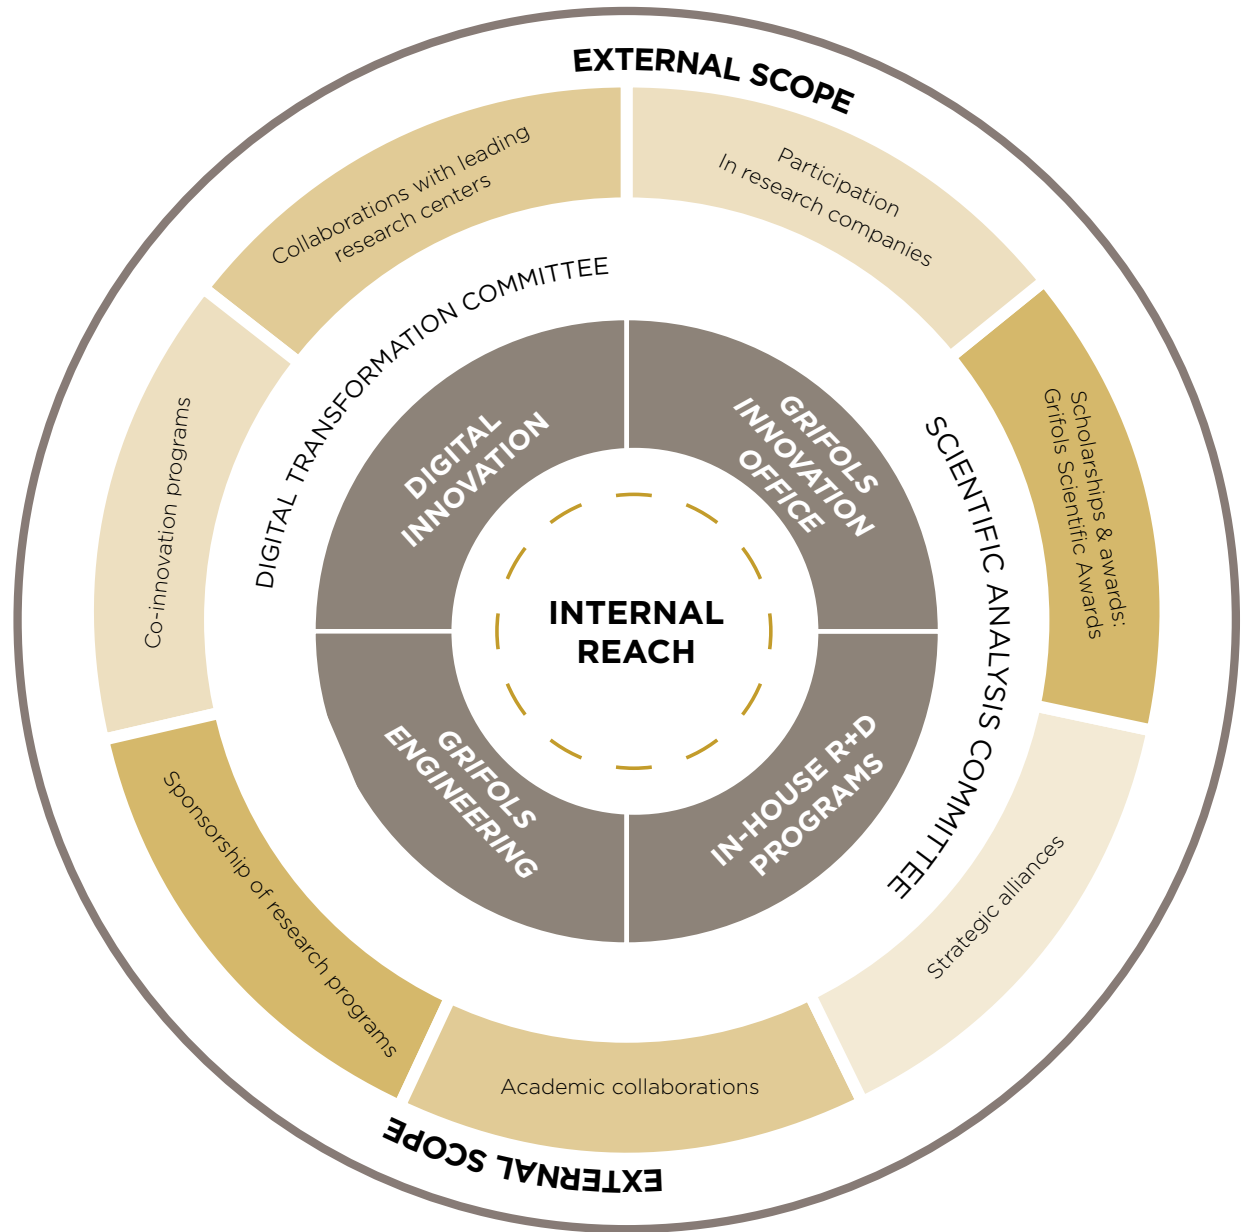 EXTERNAL SCOPE
Participation
In research companies
Scholarships & awards:
Grifols Scientific Awards
Strategic alliances
Academic collaborations
Sponsorship of research programs
Co-innovation programs
Collaborations with leading
research centers
DIGITAL TRANSFORMATION COMMITTEE
SCIENTIFIC ANALYSIS COMMITTEE
DIGITAL
INNOVATION
GRIFOLS
INNOVATION
OFFICE
IN-HOUSE R+D
PROGRAMS
GRIFOLS
ENGINEERING
INTERNAL
REACH
EXTERNAL SCOPE